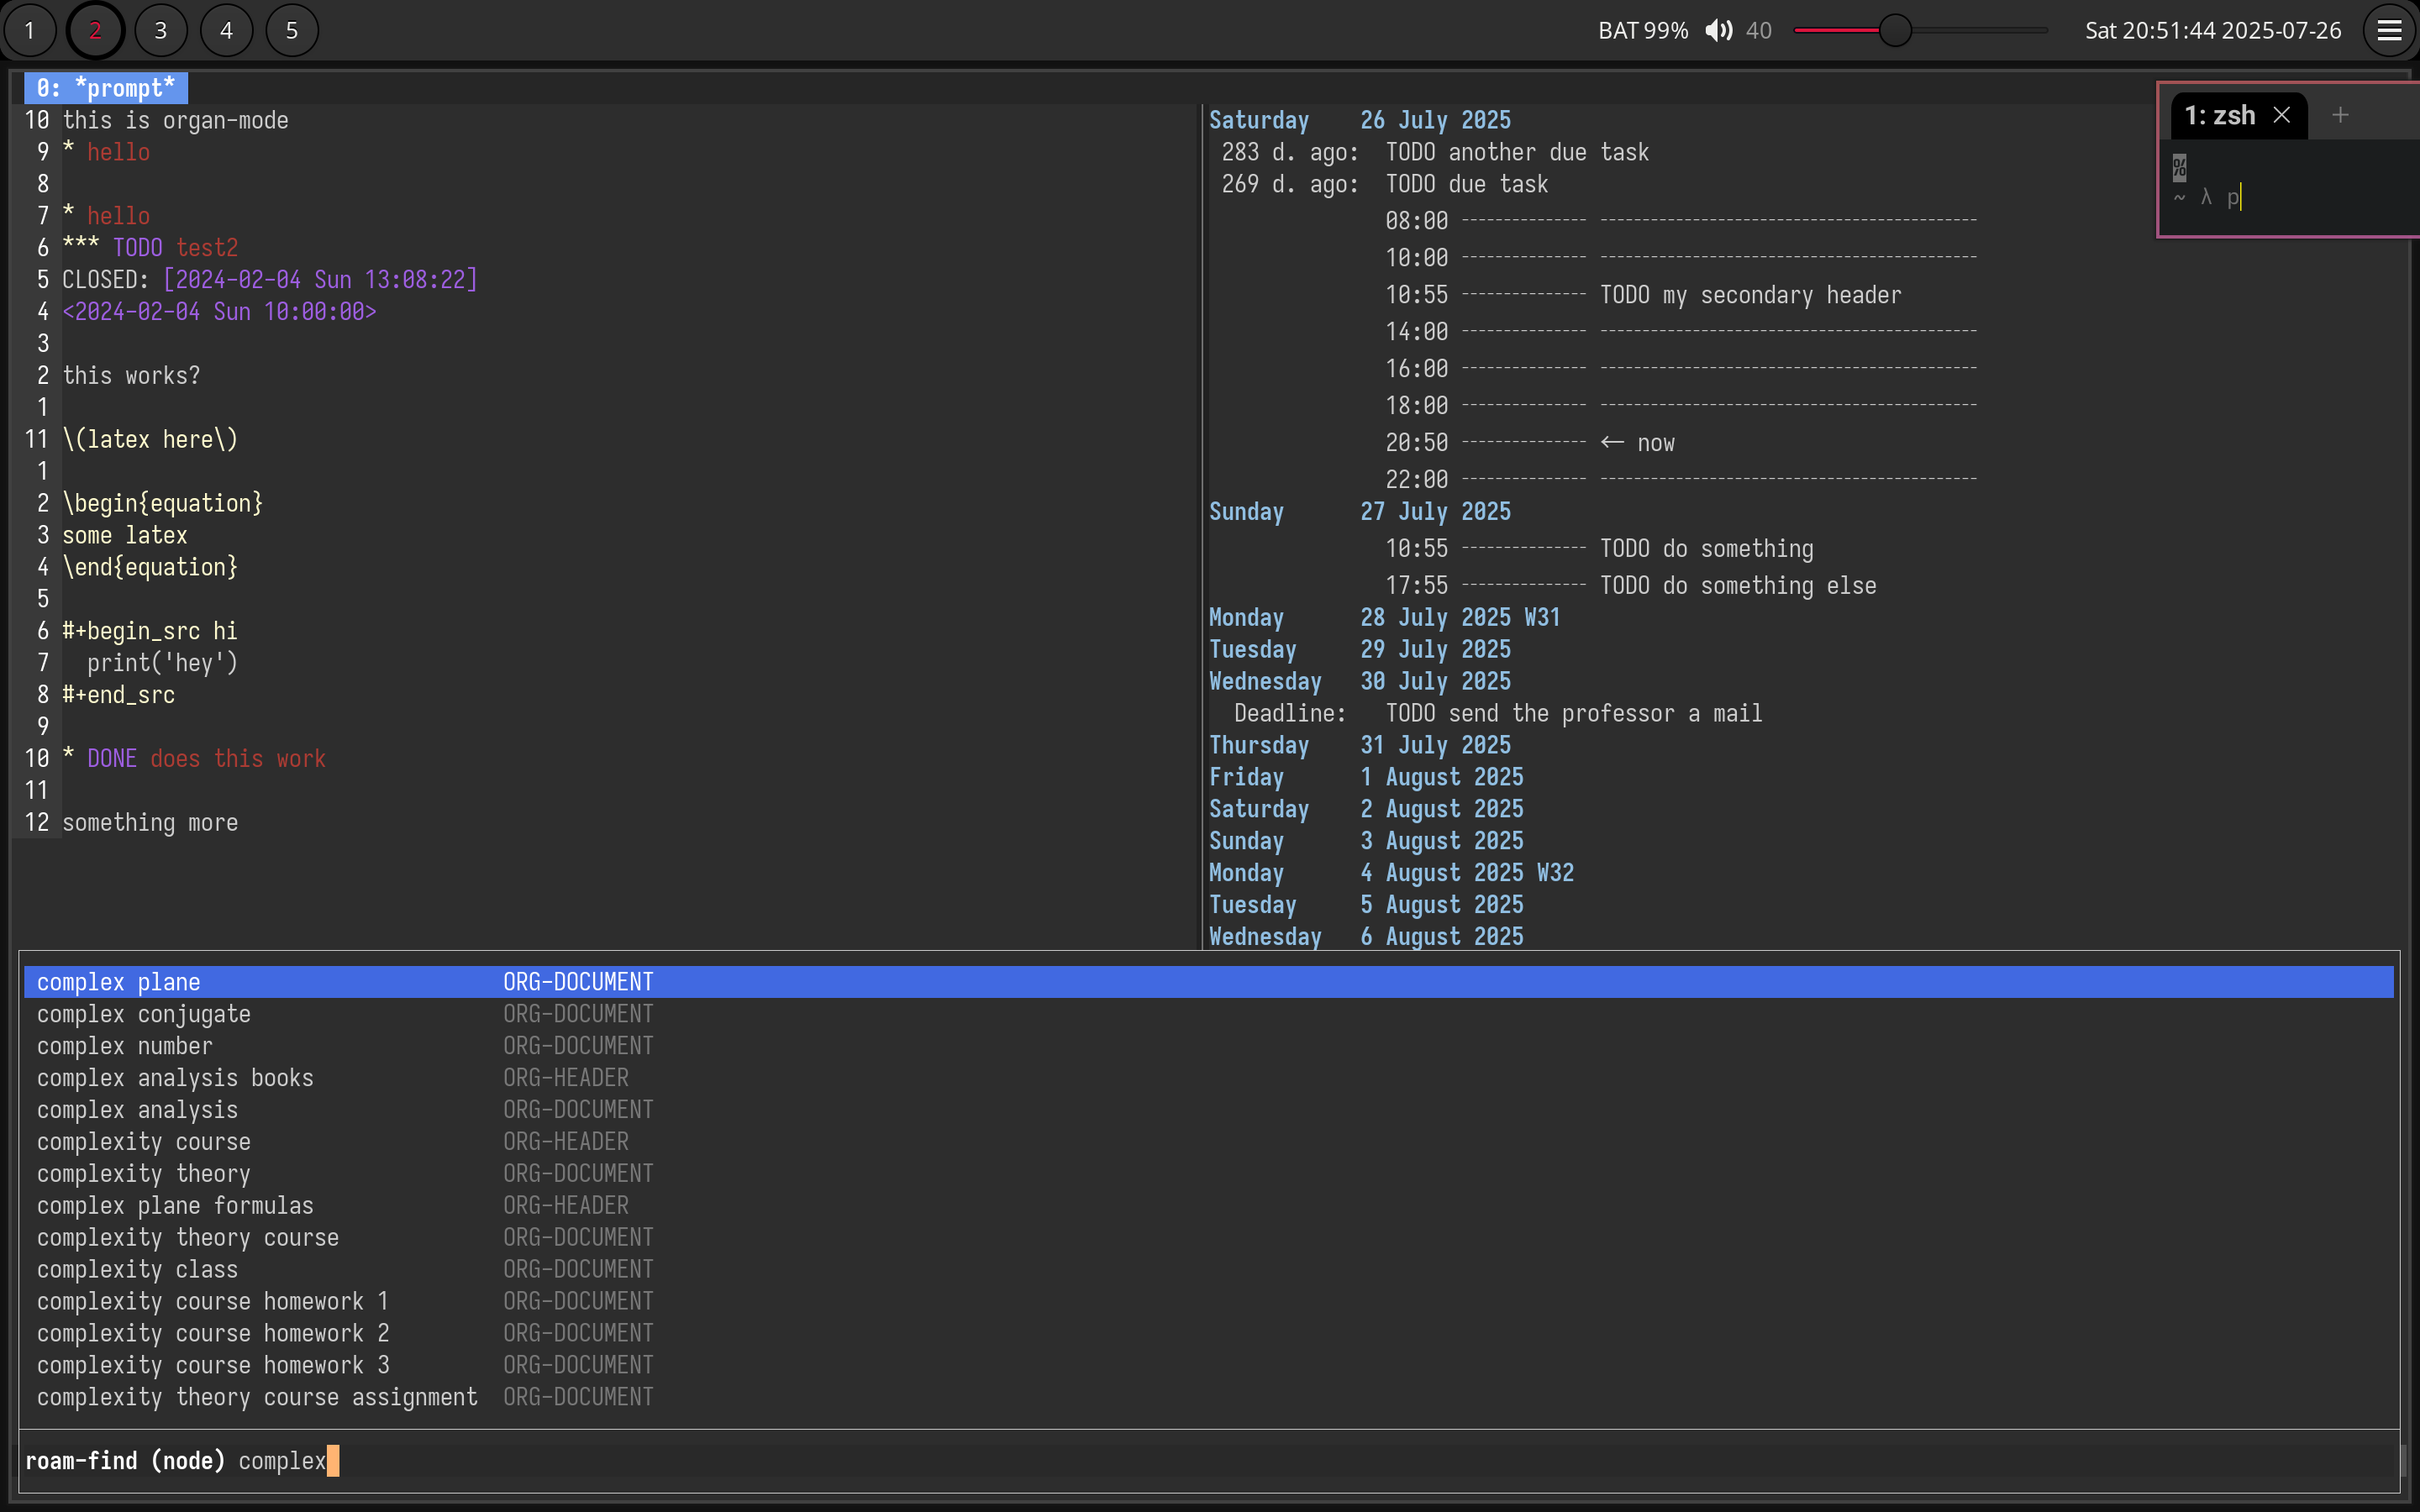 1 2 3 4 5
BAT 99% 40 Sat 20:51:44 2025-07-26
0: *prompt*
10 this is organ-mode
9 * hello
8
7 * hello
6 *** TODO test2
5 CLOSED: [2024-02-04 Sun 13:08:22]
4 <2024-02-04 Sun 10:00:00>
3
2 this works?
1
11 \(latex here\)
1
2 \begin{equation}
3 some latex
4 \end{equation}
5
6 #+begin_src hi
7   print('hey')
8 #+end_src
9
10 * DONE does this work
11
12 something more
Saturday    26 July 2025
283 d. ago:  TODO another due task
269 d. ago:  TODO due task
08:00 --------------- ---------------------------------------------
10:00 --------------- ---------------------------------------------
10:55 --------------- TODO my secondary header
14:00 --------------- ---------------------------------------------
16:00 --------------- ---------------------------------------------
18:00 --------------- ---------------------------------------------
20:50 --------------- ← now
22:00 --------------- ---------------------------------------------
Sunday      27 July 2025
10:55 --------------- TODO do something
17:55 --------------- TODO do something else
Monday      28 July 2025 W31
Tuesday     29 July 2025
Wednesday   30 July 2025
Deadline:   TODO send the professor a mail
Thursday    31 July 2025
Friday      1 August 2025
Saturday    2 August 2025
Sunday      3 August 2025
Monday      4 August 2025 W32
Tuesday     5 August 2025
Wednesday   6 August 2025
1: zsh × +
%
~ λ p
complex plane ORG-DOCUMENT
complex conjugate ORG-DOCUMENT
complex number ORG-DOCUMENT
complex analysis books ORG-HEADER
complex analysis ORG-DOCUMENT
complexity course ORG-HEADER
complexity theory ORG-DOCUMENT
complex plane formulas ORG-HEADER
complexity theory course ORG-DOCUMENT
complexity class ORG-DOCUMENT
complexity course homework 1 ORG-DOCUMENT
complexity course homework 2 ORG-DOCUMENT
complexity course homework 3 ORG-DOCUMENT
complexity theory course assignment ORG-DOCUMENT
roam-find (node) complex